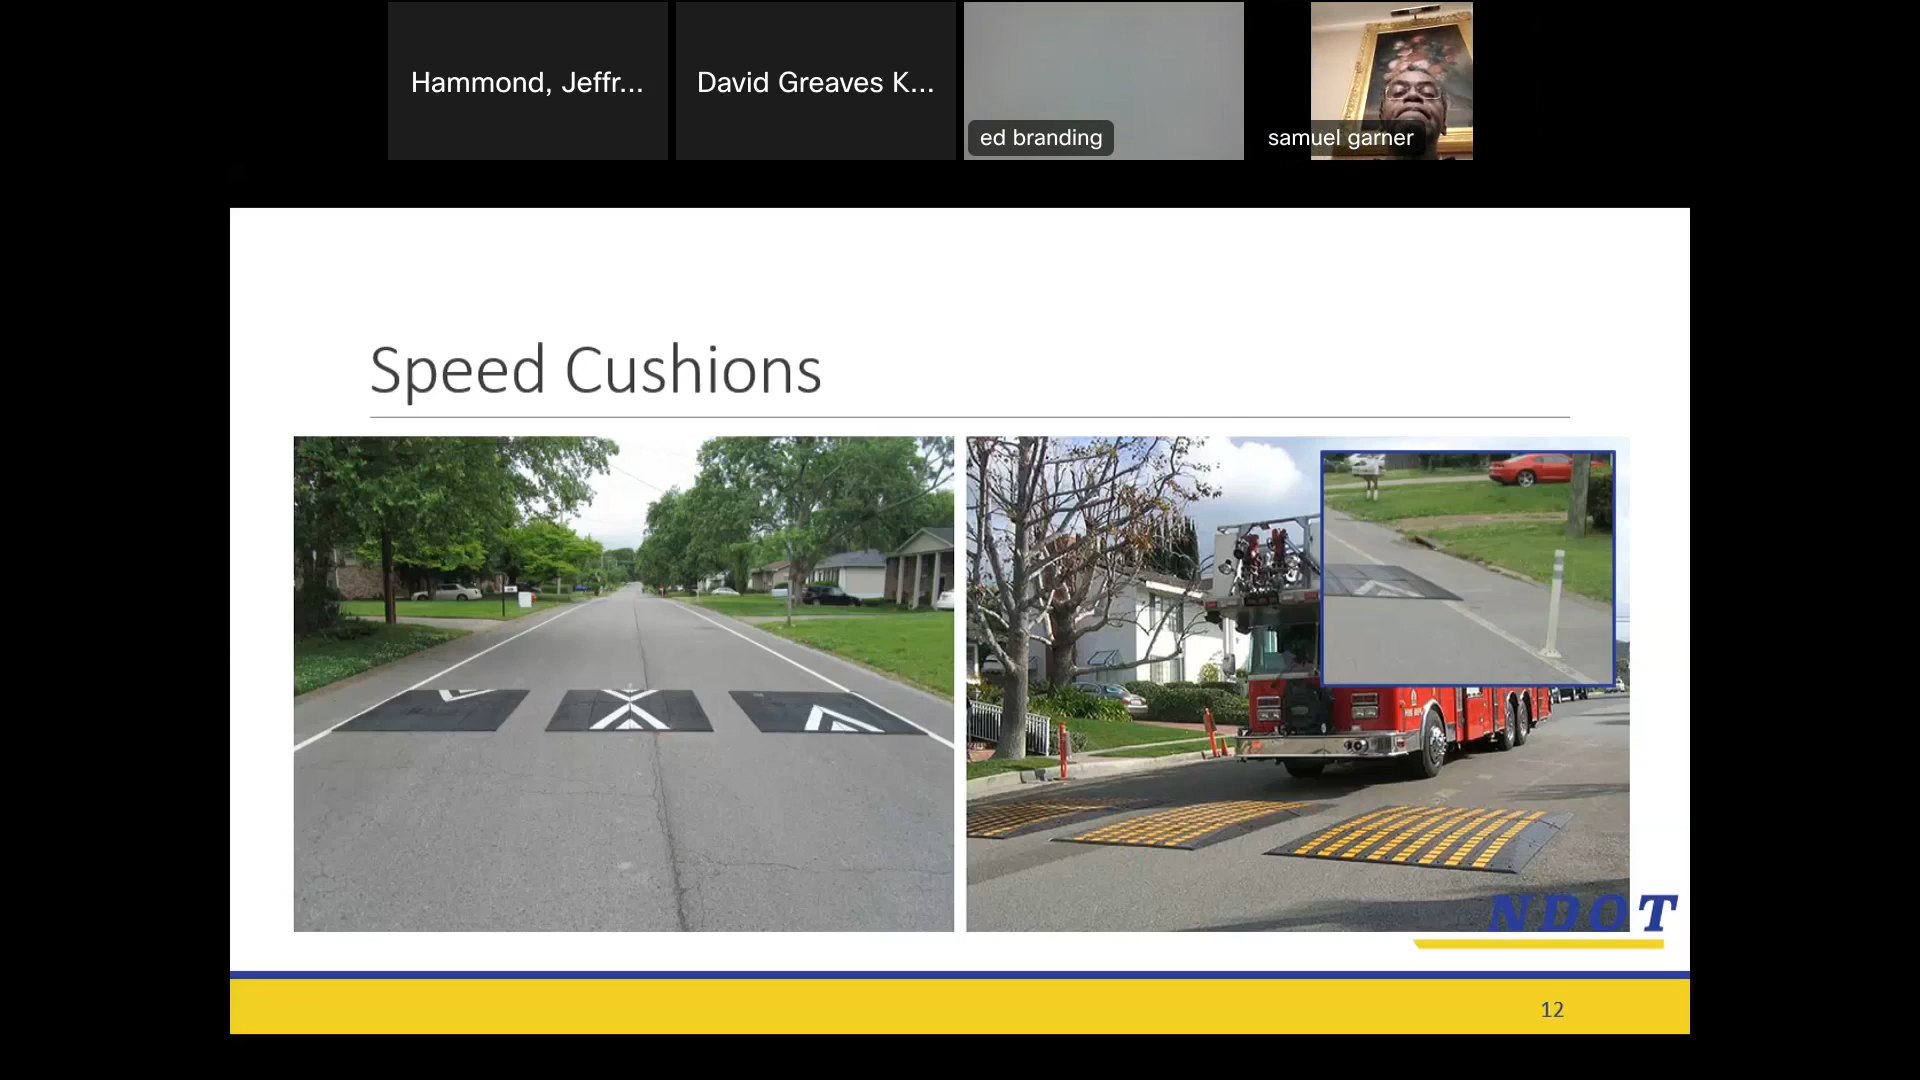 Hammond, Jeffr...
David Greaves K...
ed branding
samuel garner
Speed Cushions
NDOT
12